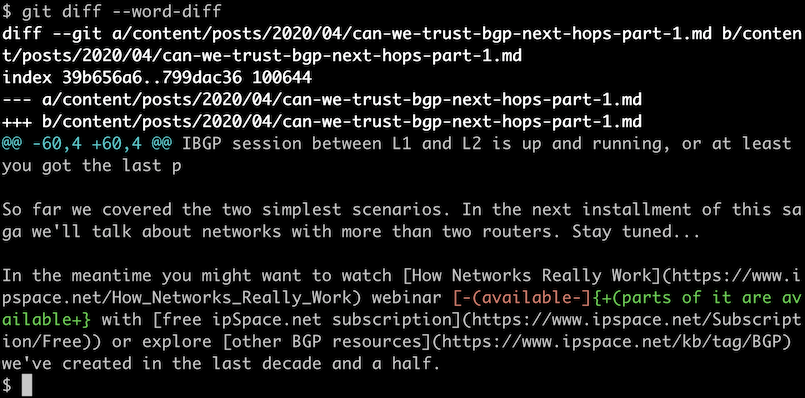 $ git diff --word-diff
diff --git a/content/posts/2020/04/can-we-trust-bgp-next-hops-part-1.md b/conten
t/posts/2020/04/can-we-trust-bgp-next-hops-part-1.md
index 39b656a6..799dac36 100644
--- a/content/posts/2020/04/can-we-trust-bgp-next-hops-part-1.md
+++ b/content/posts/2020/04/can-we-trust-bgp-next-hops-part-1.md
@@ -60,4 +60,4 @@ IBGP session between L1 and L2 is up and running, or at least
you got the last p
So far we covered the two simplest scenarios. In the next installment of this sa
ga we'll talk about networks with more than two routers. Stay tuned...
In the meantime you might want to watch [How Networks Really Work](https://www.i
pspace.net/How_Networks_Really_Work) webinar [-(available-]{+(parts of it are av
ailable+} with [free ipSpace.net subscription](https://www.ipspace.net/Subscript
ion/Free)) or explore [other BGP resources](https://www.ipspace.net/kb/tag/BGP)
we've created in the last decade and a half.
$